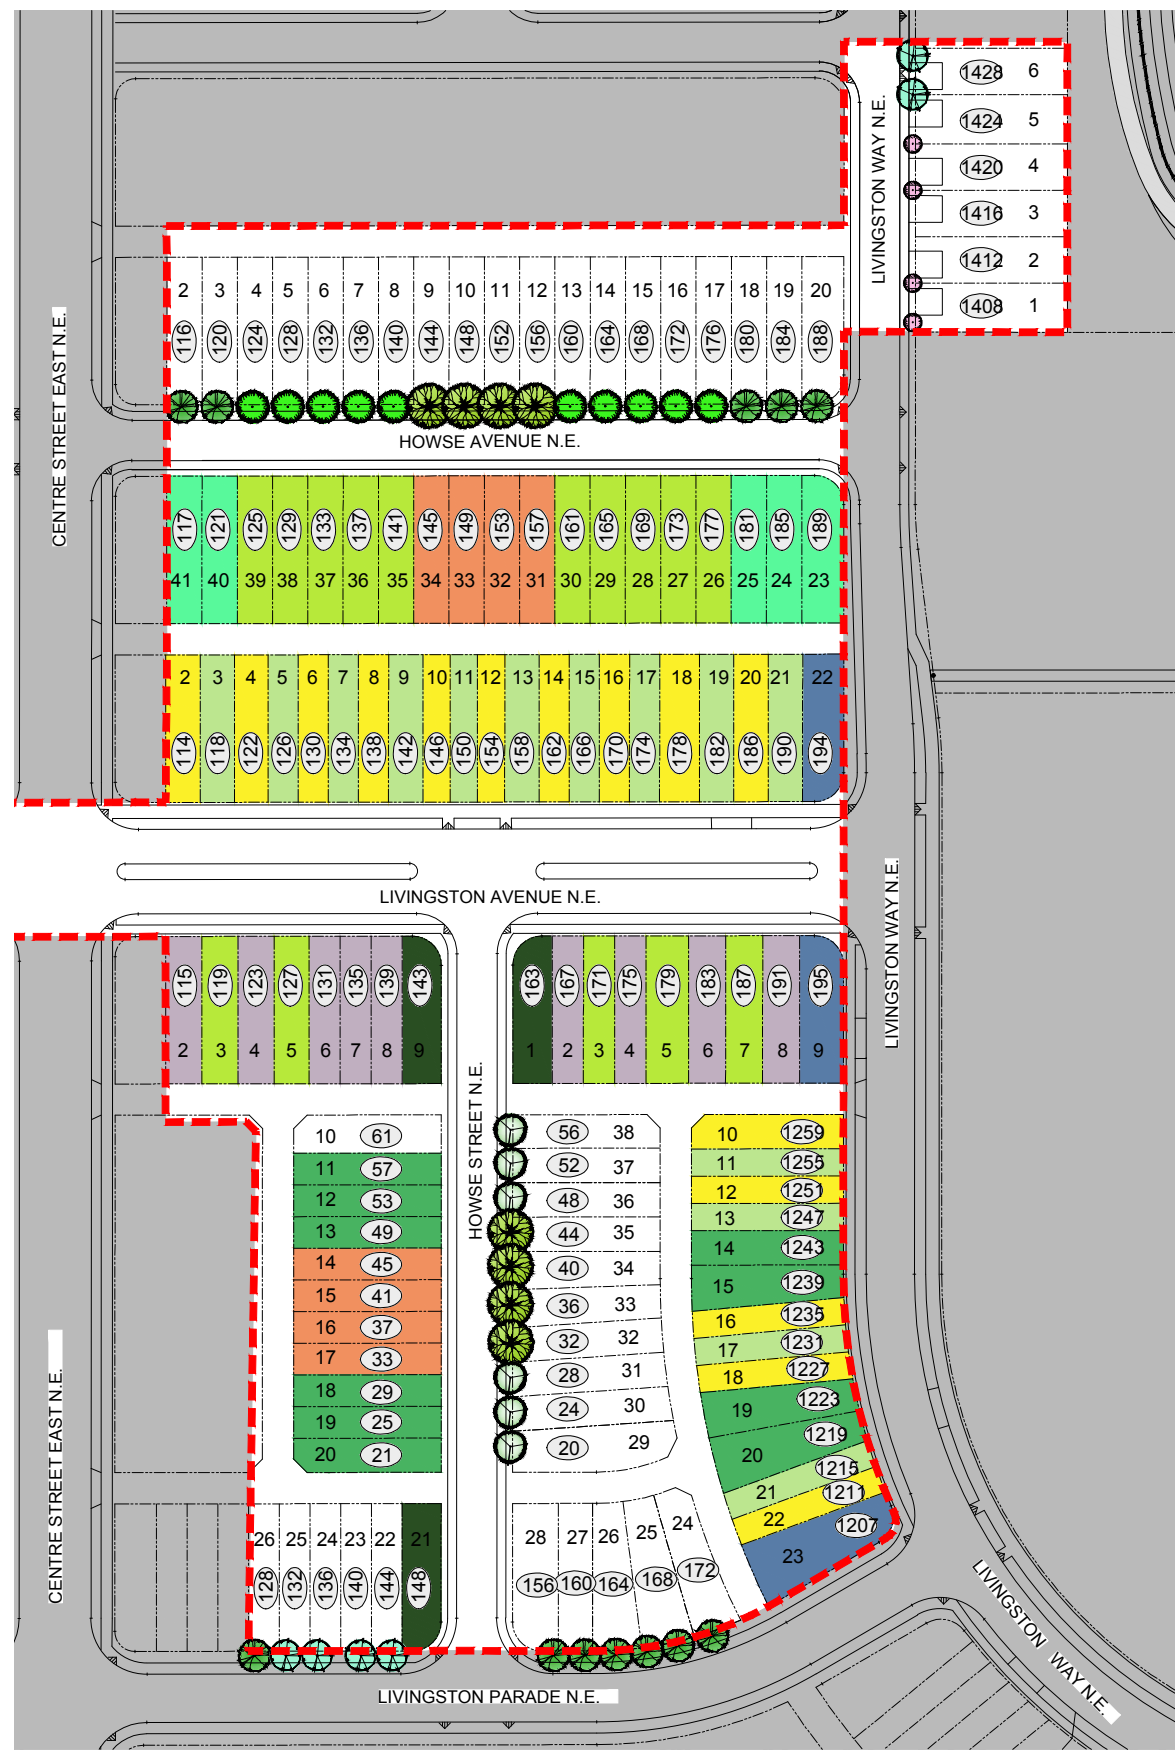 1428 6
1424 5
1420 4
1416 3
1412 2
1408 1
LIVINGSTON WAY N.E.
CENTRE STREET EAST N.E.
2 3 4 5 6 7 8 9 10 11 12 13 14 15 16 17 18 19 20
116 120 124 128 132 136 140 144 148 152 156 160 164 168 172 176 180 184 188
HOWSE AVENUE N.E.
117 121 125 129 133 137 141 145 149 153 157 161 165 169 173 177 181 185 189
41 40 39 38 37 36 35 34 33 32 31 30 29 28 27 26 25 24 23
2 3 4 5 6 7 8 9 10 11 12 13 14 15 16 17 18 19 20 21 22
114 118 122 126 130 134 138 142 146 150 154 158 162 166 170 174 178 182 186 190 194
LIVINGSTON AVENUE N.E.
LIVINGSTON WAY N.E.
115 119 123 127 131 135 139 143
2 3 4 5 6 7 8 9
163 167 171 175 179 183 187 191 195
1 2 3 4 5 6 7 8 9
HOWSE STREET N.E.
10 61
11 57
12 53
13 49
14 45
15 41
16 37
17 33
18 29
19 25
20 21
56 38
52 37
48 36
44 35
40 34
36 33
32 32
28 31
24 30
20 29
10 1259
11 1255
12 1251
13 1247
14 1243
15 1239
16 1235
17 1231
18 1227
19 1223
20 1219
21 1215
22 1211
23 1207
CENTRE STREET EAST N.E.
26 25 24 23 22 21
128 132 136 140 144 148
28 27 26 25 24
156 160 164 168 172
LIVINGSTON WAY N.E.
LIVINGSTON PARADE N.E.